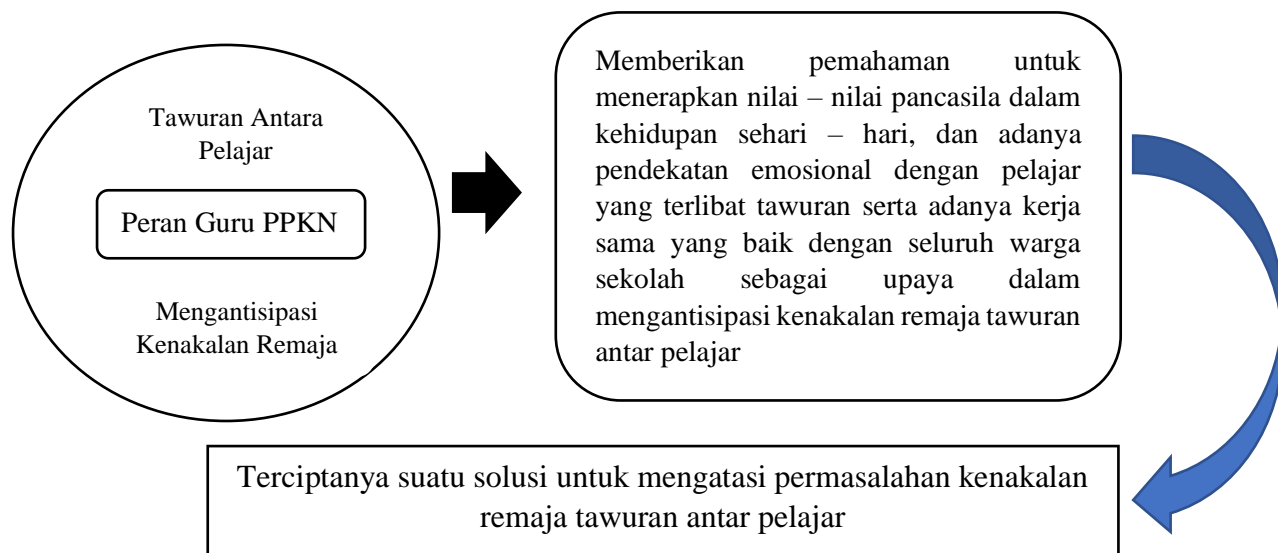 Tawuran Antara
Pelajar
Peran Guru PPKN
Mengantisipasi
Kenakalan Remaja
Memberikan pemahaman untuk
menerapkan nilai – nilai pancasila dalam
kehidupan sehari – hari, dan adanya
pendekatan emosional dengan pelajar
yang terlibat tawuran serta adanya kerja
sama yang baik dengan seluruh warga
sekolah sebagai upaya dalam
mengantisipasi kenakalan remaja tawuran
antar pelajar
Terciptanya suatu solusi untuk mengatasi permasalahan kenakalan
remaja tawuran antar pelajar